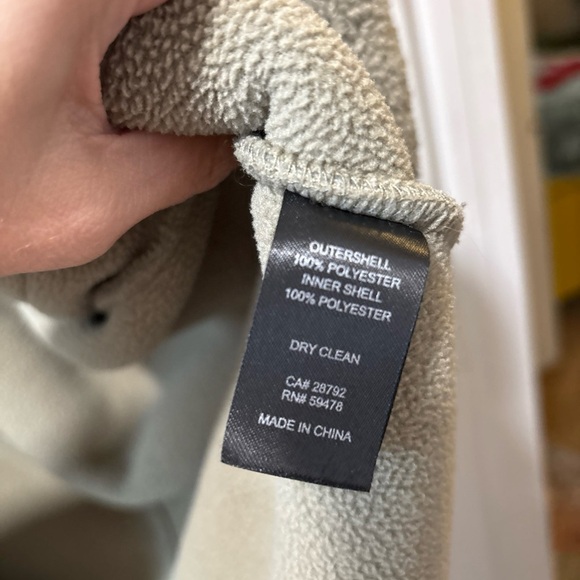 OUTERSHELL
100% POLYESTER
INNER SHELL
100% POLYESTER
DRY CLEAN
CA# 28792
RN# 59478
MADE IN CHINA